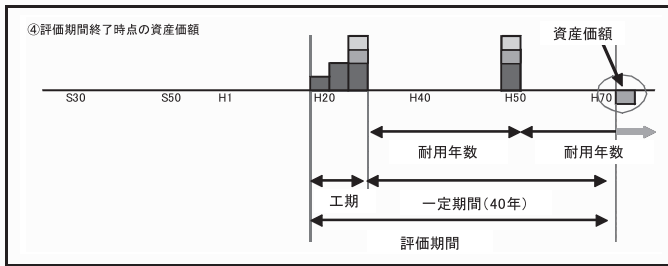 ④評価期間終了時点の資産価額
資産価額
S30 S50 H1 H20 H40 H50 H70
耐用年数 耐用年数
工期 一定期間(40年)
評価期間